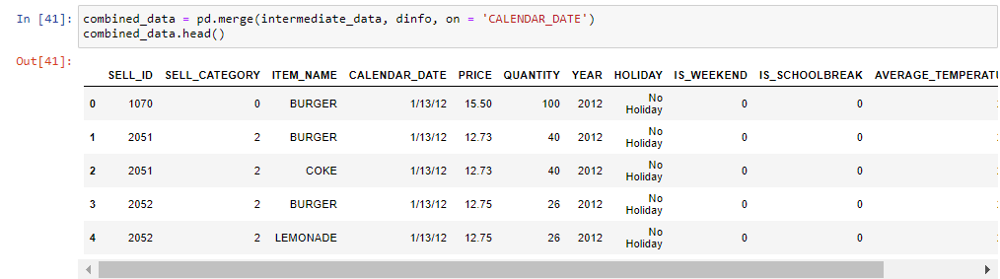 In [41]: combined_data = pd.merge(intermediate_data, dinfo, on = 'CALENDAR_DATE')
combined_data.head()
Out[41]:
SELL_ID SELL_CATEGORY ITEM_NAME CALENDAR_DATE PRICE QUANTITY YEAR HOLIDAY IS_WEEKEND IS_SCHOOLBREAK AVERAGE_TEMPERATU
0 1070 0 BURGER 1/13/12 15.50 100 2012 No Holiday 0 0
1 2051 2 BURGER 1/13/12 12.73 40 2012 No Holiday 0 0
2 2051 2 COKE 1/13/12 12.73 40 2012 No Holiday 0 0
3 2052 2 BURGER 1/13/12 12.75 26 2012 No Holiday 0 0
4 2052 2 LEMONADE 1/13/12 12.75 26 2012 No Holiday 0 0